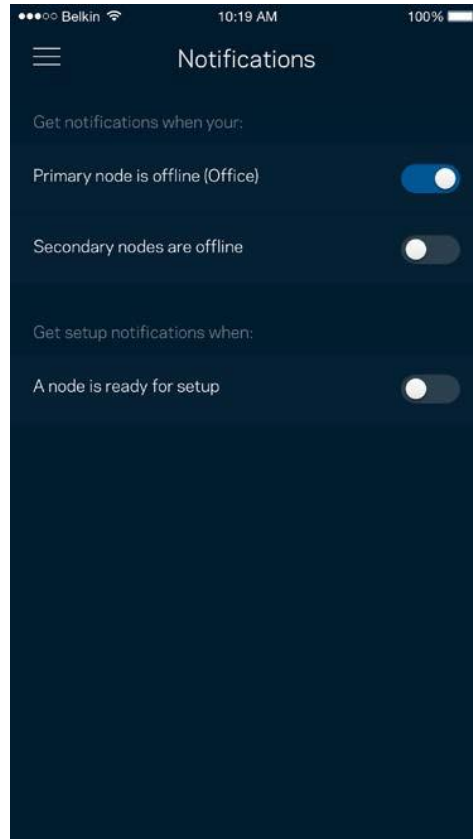 Belkin 10:19 AM 100%
Notifications
Get notifications when your:
Primary node is offline (Office)
Secondary nodes are offline
Get setup notifications when:
A node is ready for setup